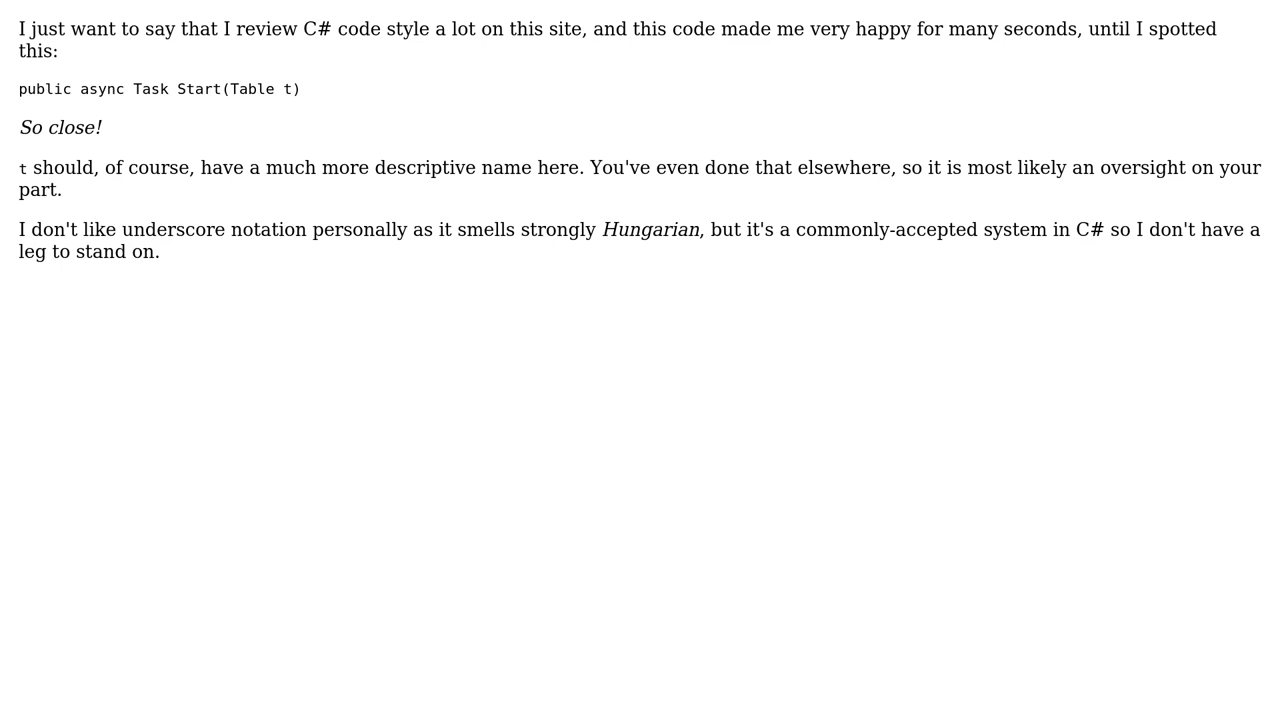 I just want to say that I review C# code style a lot on this site, and this code made me very happy for many seconds, until I spotted
this:
public async Task Start(Table t)
So close!
t should, of course, have a much more descriptive name here. You've even done that elsewhere, so it is most likely an oversight on your
part.
I don't like underscore notation personally as it smells strongly Hungarian, but it's a commonly-accepted system in C# so I don't have a
leg to stand on.